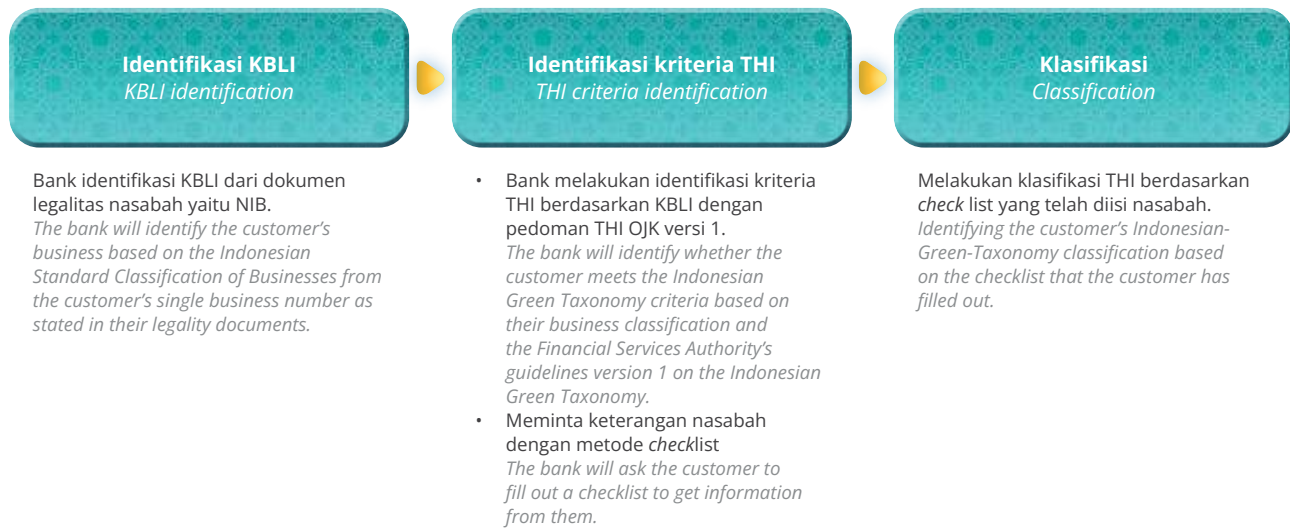 Identifikasi KBLI
KBLI identification
Bank identifikasi KBLI dari dokumen
legalitas nasabah yaitu NIB.
The bank will identify the customer's
business based on the Indonesian
Standard Classification of Businesses from
the customer's single business number as
stated in their legality documents.
Identifikasi kriteria THI
THI criteria identification
• Bank melakukan identifikasi kriteria
THI berdasarkan KBLI dengan
pedoman THI OJK versi 1.
The bank will identify whether the
customer meets the Indonesian
Green Taxonomy criteria based on
their business classification and
the Financial Services Authority's
guidelines version 1 on the Indonesian
Green Taxonomy.
• Meminta keterangan nasabah
dengan metode checklist
The bank will ask the customer to
fill out a checklist to get information
from them.
Klasifikasi
Classification
Melakukan klasifikasi THI berdasarkan
check list yang telah diisi nasabah.
Identifying the customer's Indonesian-
Green-Taxonomy classification based
on the checklist that the customer has
filled out.